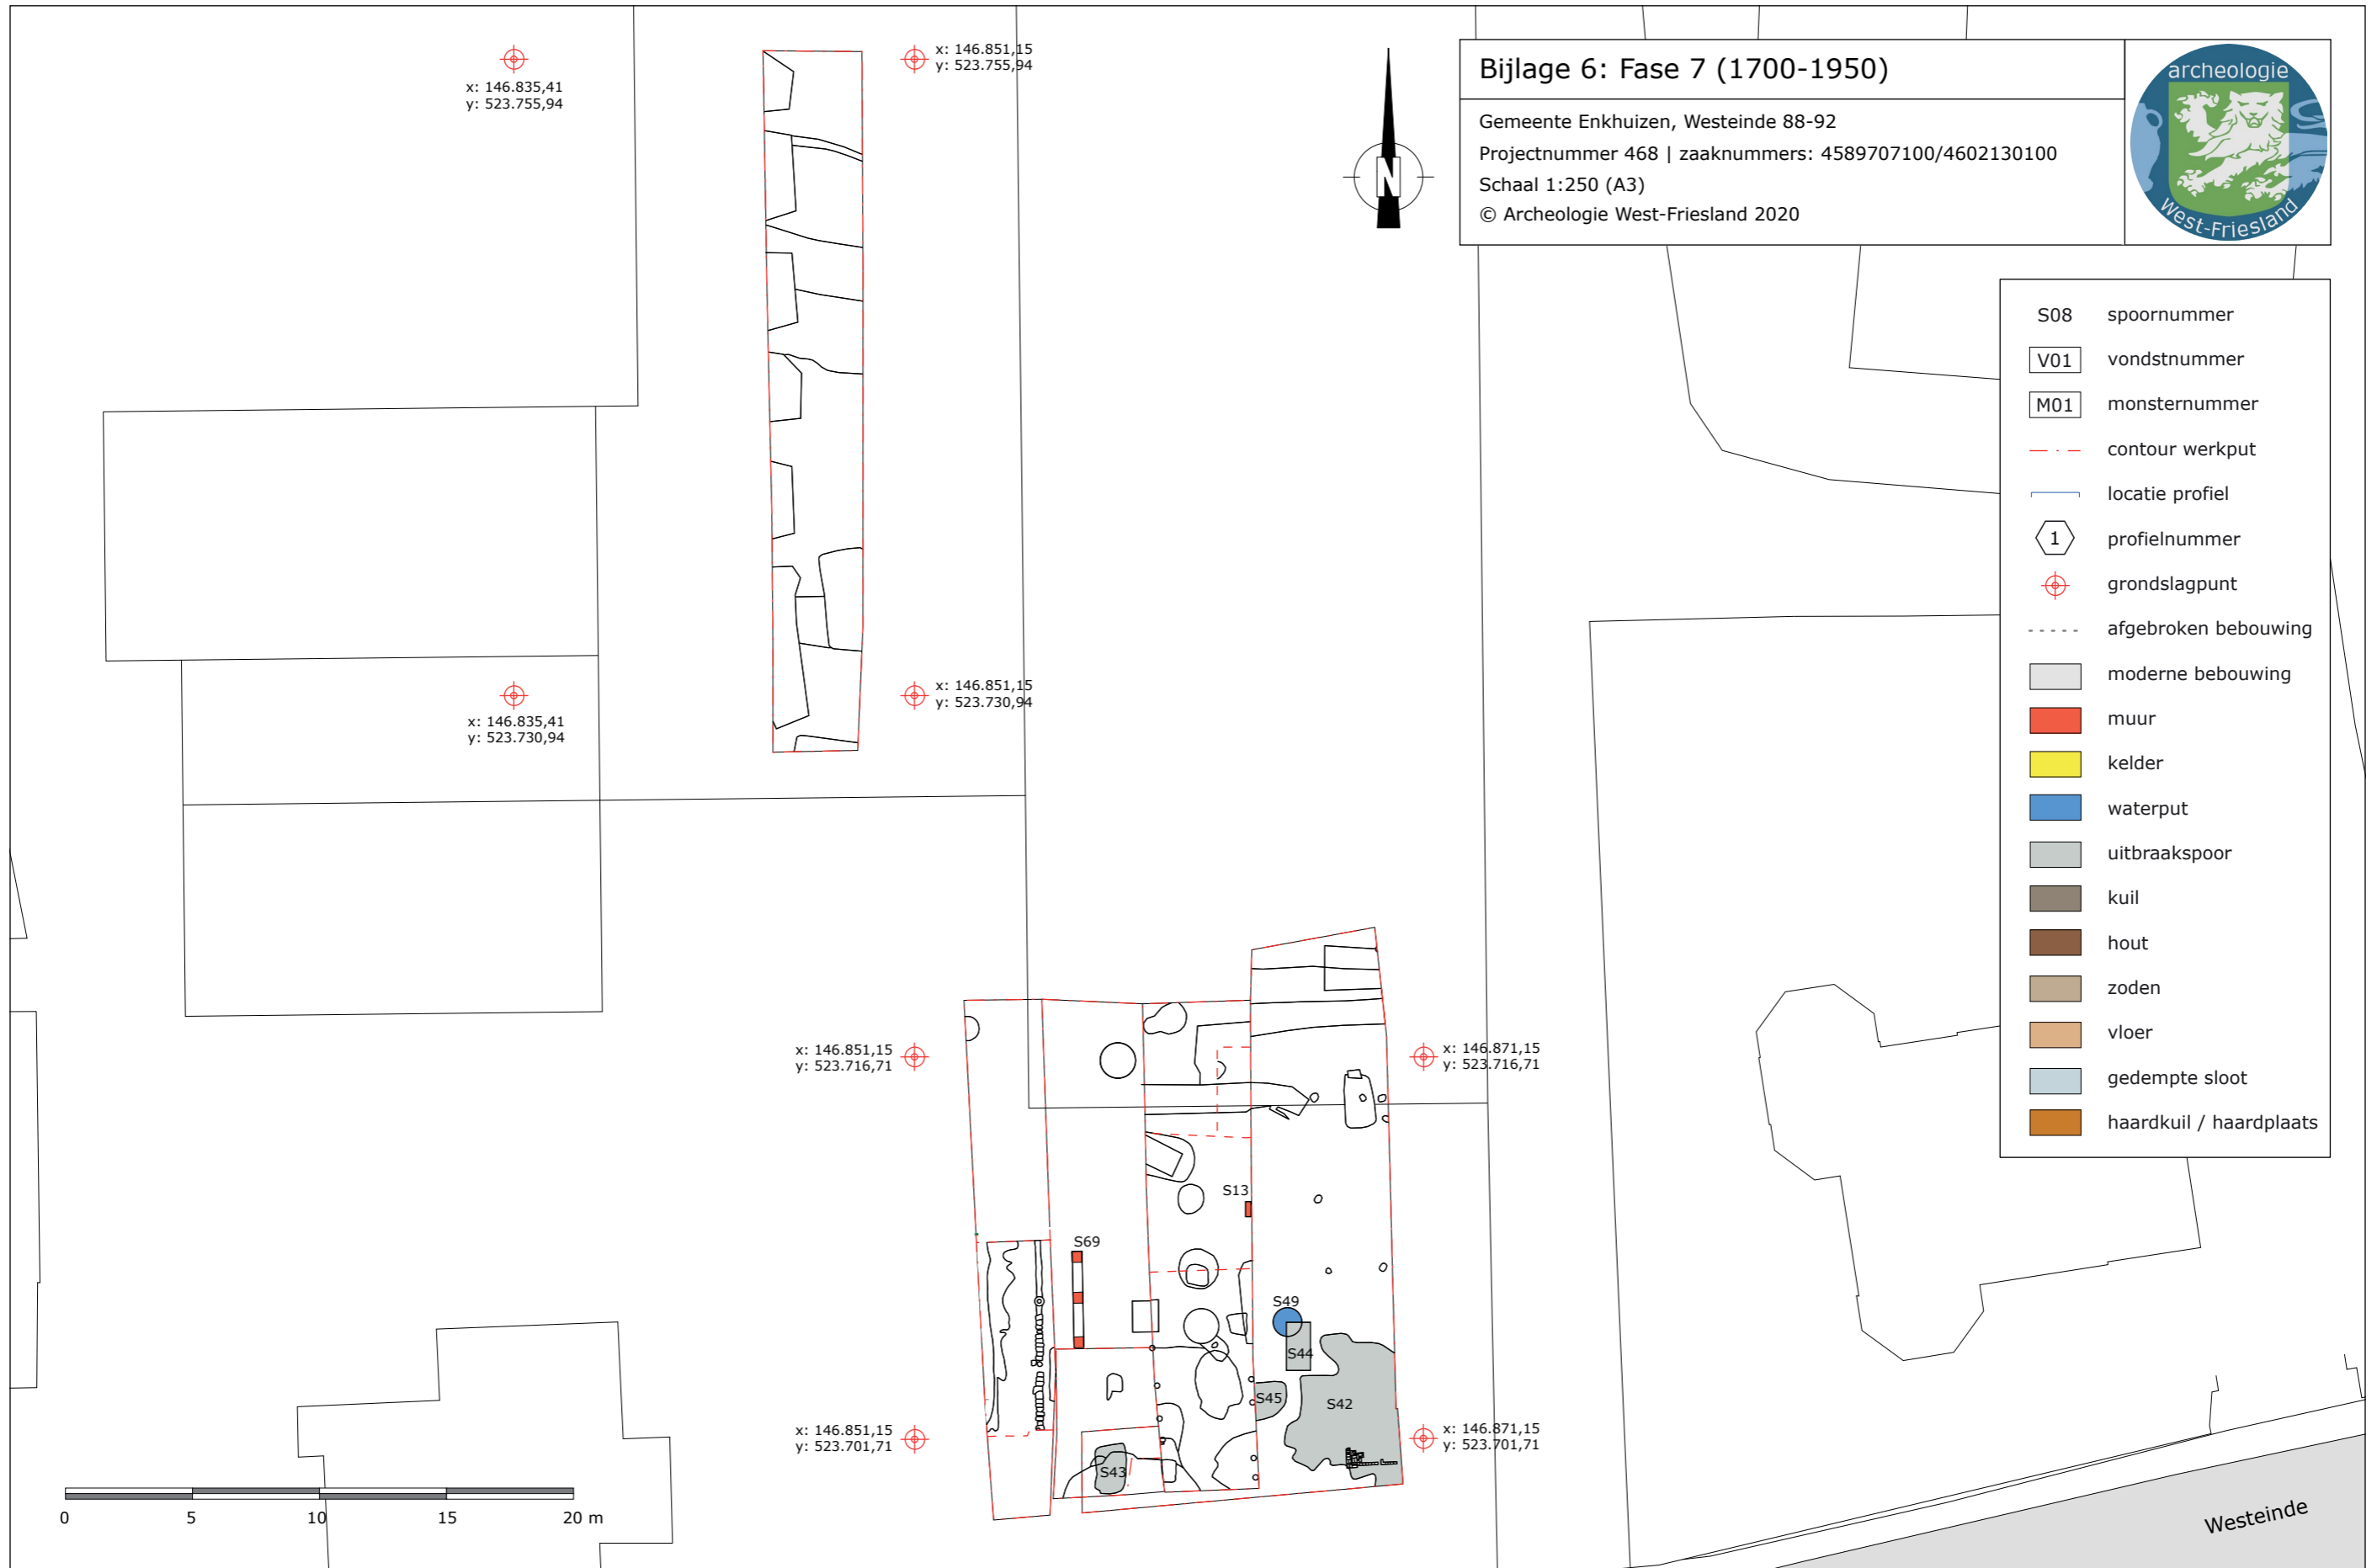 Bijlage 6: Fase 7 (1700-1950)
Gemeente Enkhuizen, Westeinde 88-92
Projectnummer 468 | zaaknummers: 4589707100/4602130100
Schaal 1:250 (A3)
© Archeologie West-Friesland 2020
archeologie
West-Friesland
N
x: 146.835,41
y: 523.755,94
x: 146.851,15
y: 523.755,94
S08 spoornummer
V01 vondstnummer
M01 monsternummer
contour werkput
locatie profiel
1 profielnummer
grondslagpunt
afgebroken bebouwing
moderne bebouwing
muur
kelder
waterput
uitbraakspoor
kuil
hout
zoden
vloer
gedempte sloot
haardkuil / haardplaats
x: 146.835,41
y: 523.730,94
x: 146.851,15
y: 523.730,94
x: 146.851,15
y: 523.716,71
x: 146.871,15
y: 523.716,71
S13
S69
S49
S44
S45
S42
S43
x: 146.851,15
y: 523.701,71
x: 146.871,15
y: 523.701,71
0 5 10 15 20 m
Westeinde